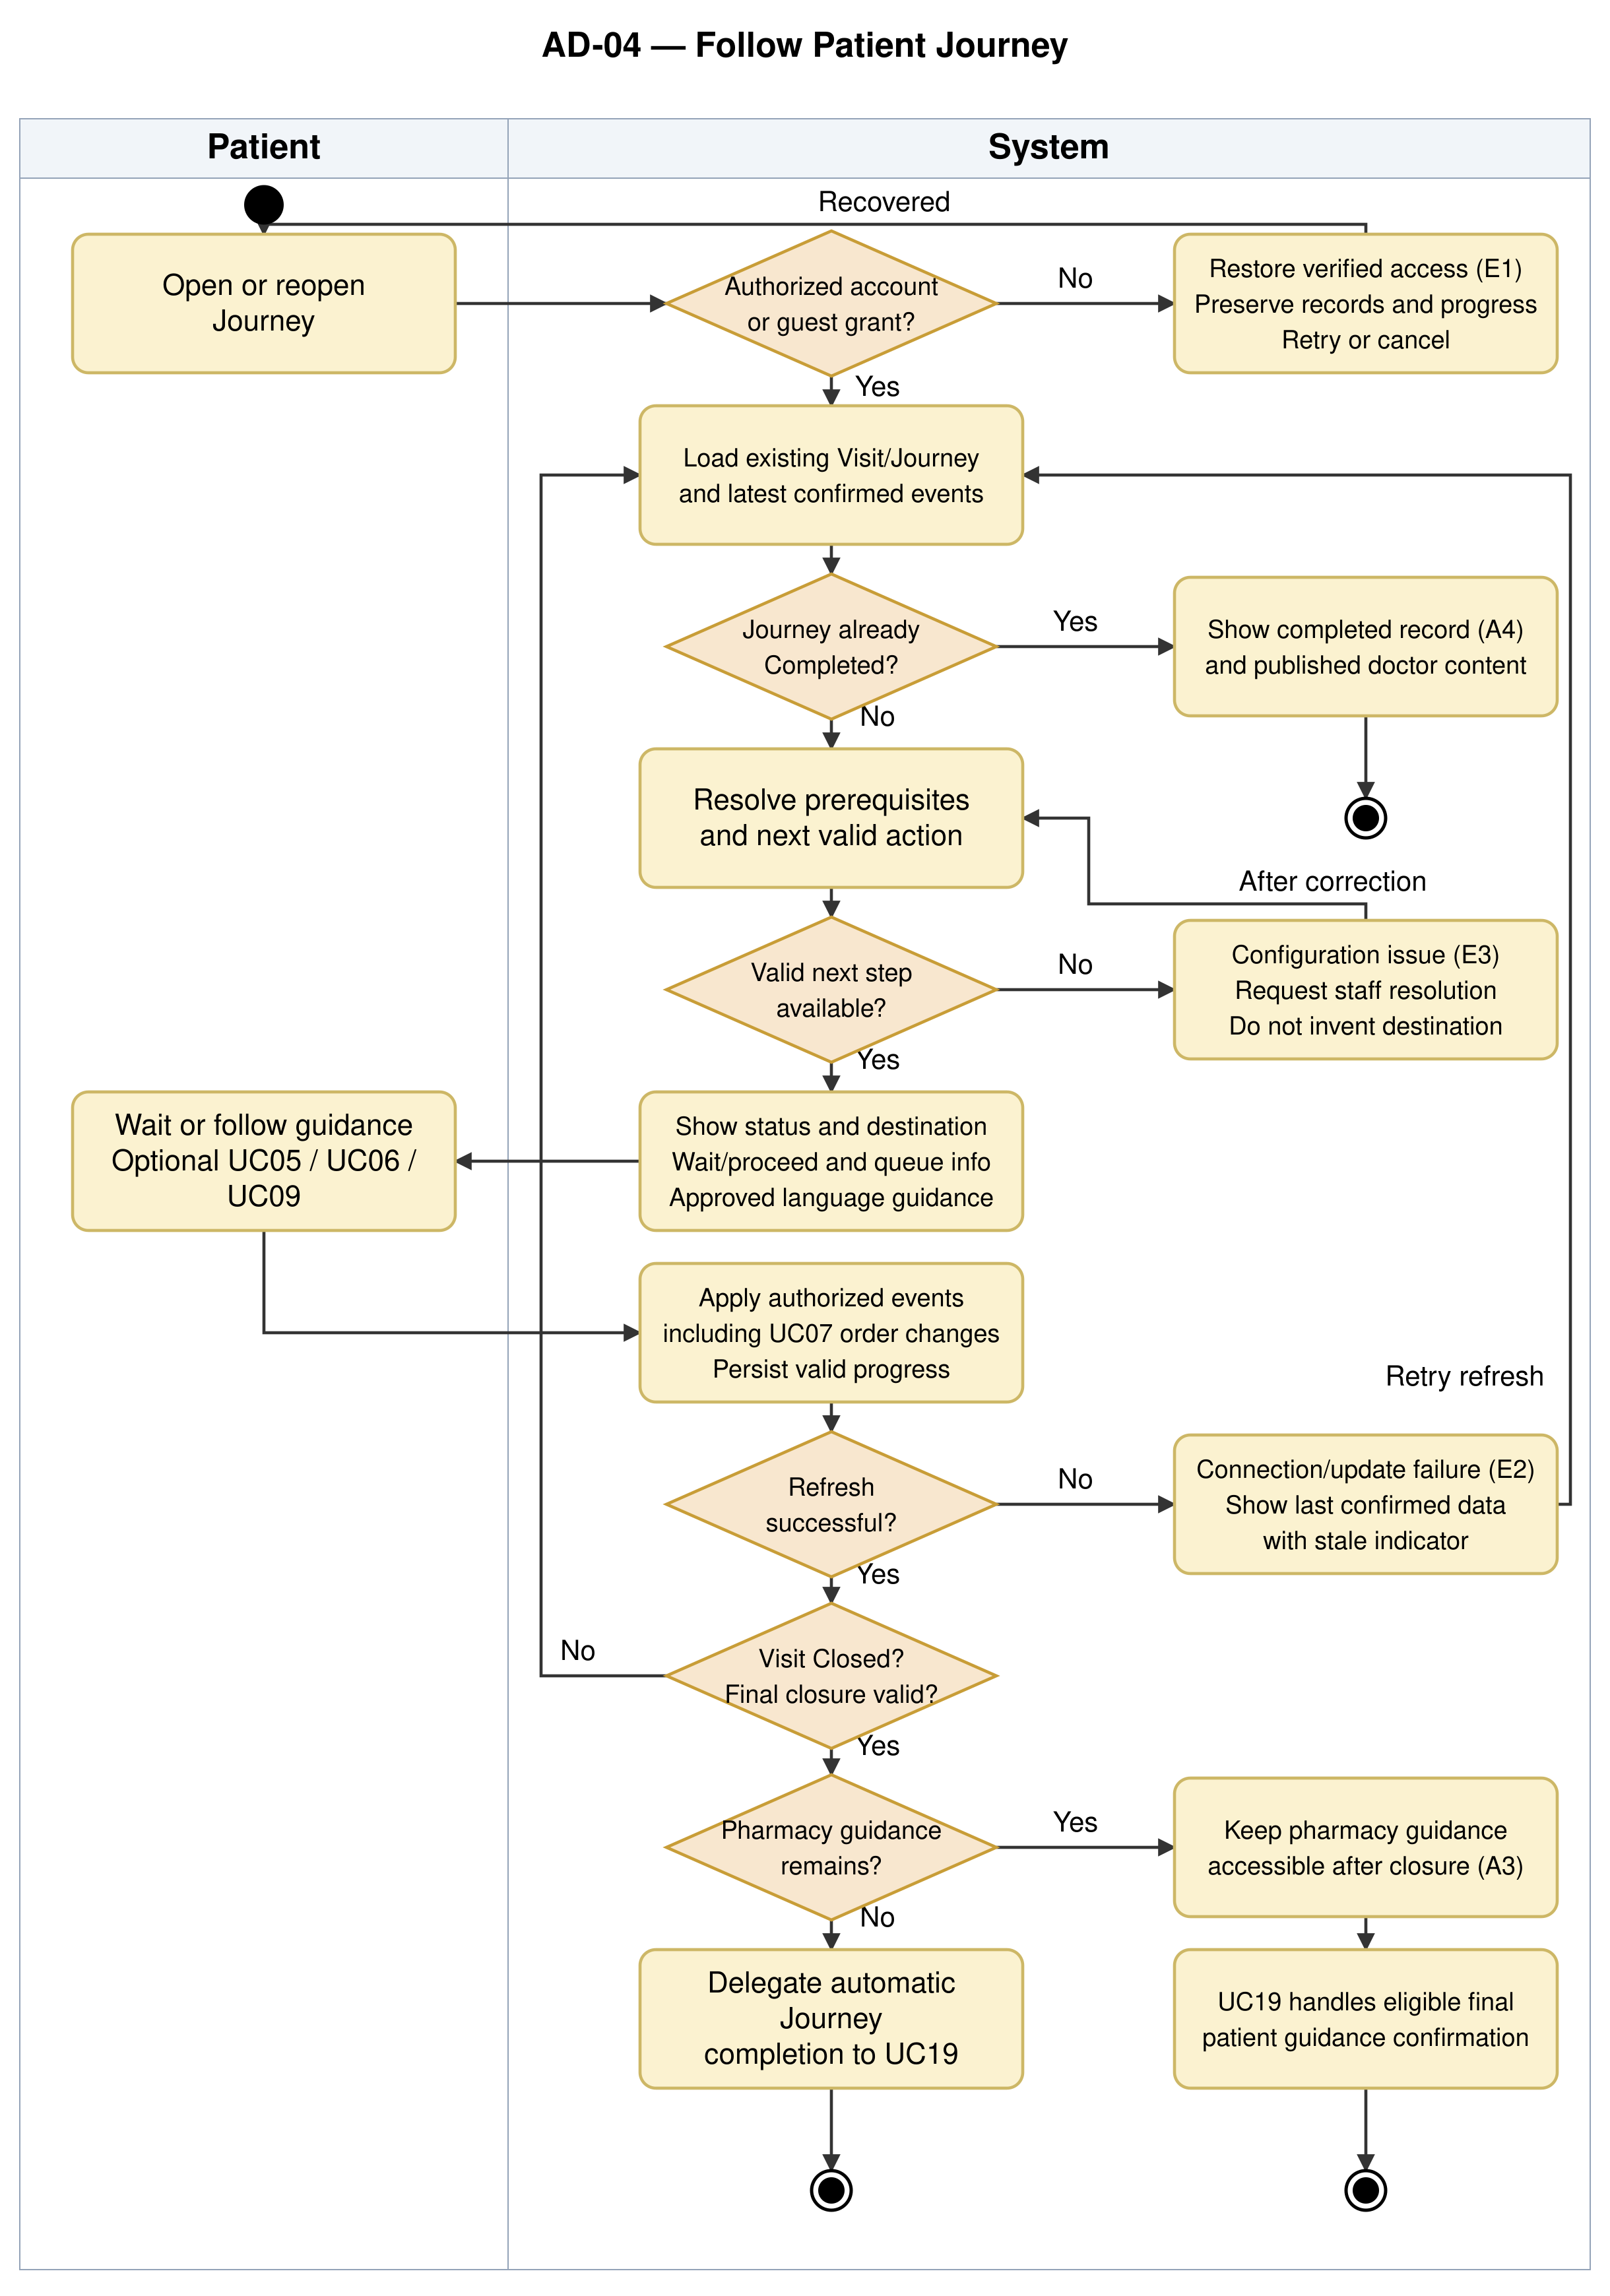 AD-04 — Follow Patient Journey
Patient
System
Recovered
Open or reopen
Journey
Authorized account
or guest grant?
No
Restore verified access (E1)
Preserve records and progress
Retry or cancel
Yes
Load existing Visit/Journey
and latest confirmed events
Journey already
Completed?
Yes
Show completed record (A4)
and published doctor content
No
Resolve prerequisites
and next valid action
After correction
Valid next step
available?
No
Configuration issue (E3)
Request staff resolution
Do not invent destination
Yes
Wait or follow guidance
Optional UC05 / UC06 /
UC09
Show status and destination
Wait/proceed and queue info
Approved language guidance
Apply authorized events
including UC07 order changes
Persist valid progress
Retry refresh
Refresh
successful?
No
Connection/update failure (E2)
Show last confirmed data
with stale indicator
Yes
No
Visit Closed?
Final closure valid?
Yes
Pharmacy guidance
remains?
Yes
Keep pharmacy guidance
accessible after closure (A3)
No
Delegate automatic
Journey
completion to UC19
UC19 handles eligible final
patient guidance confirmation